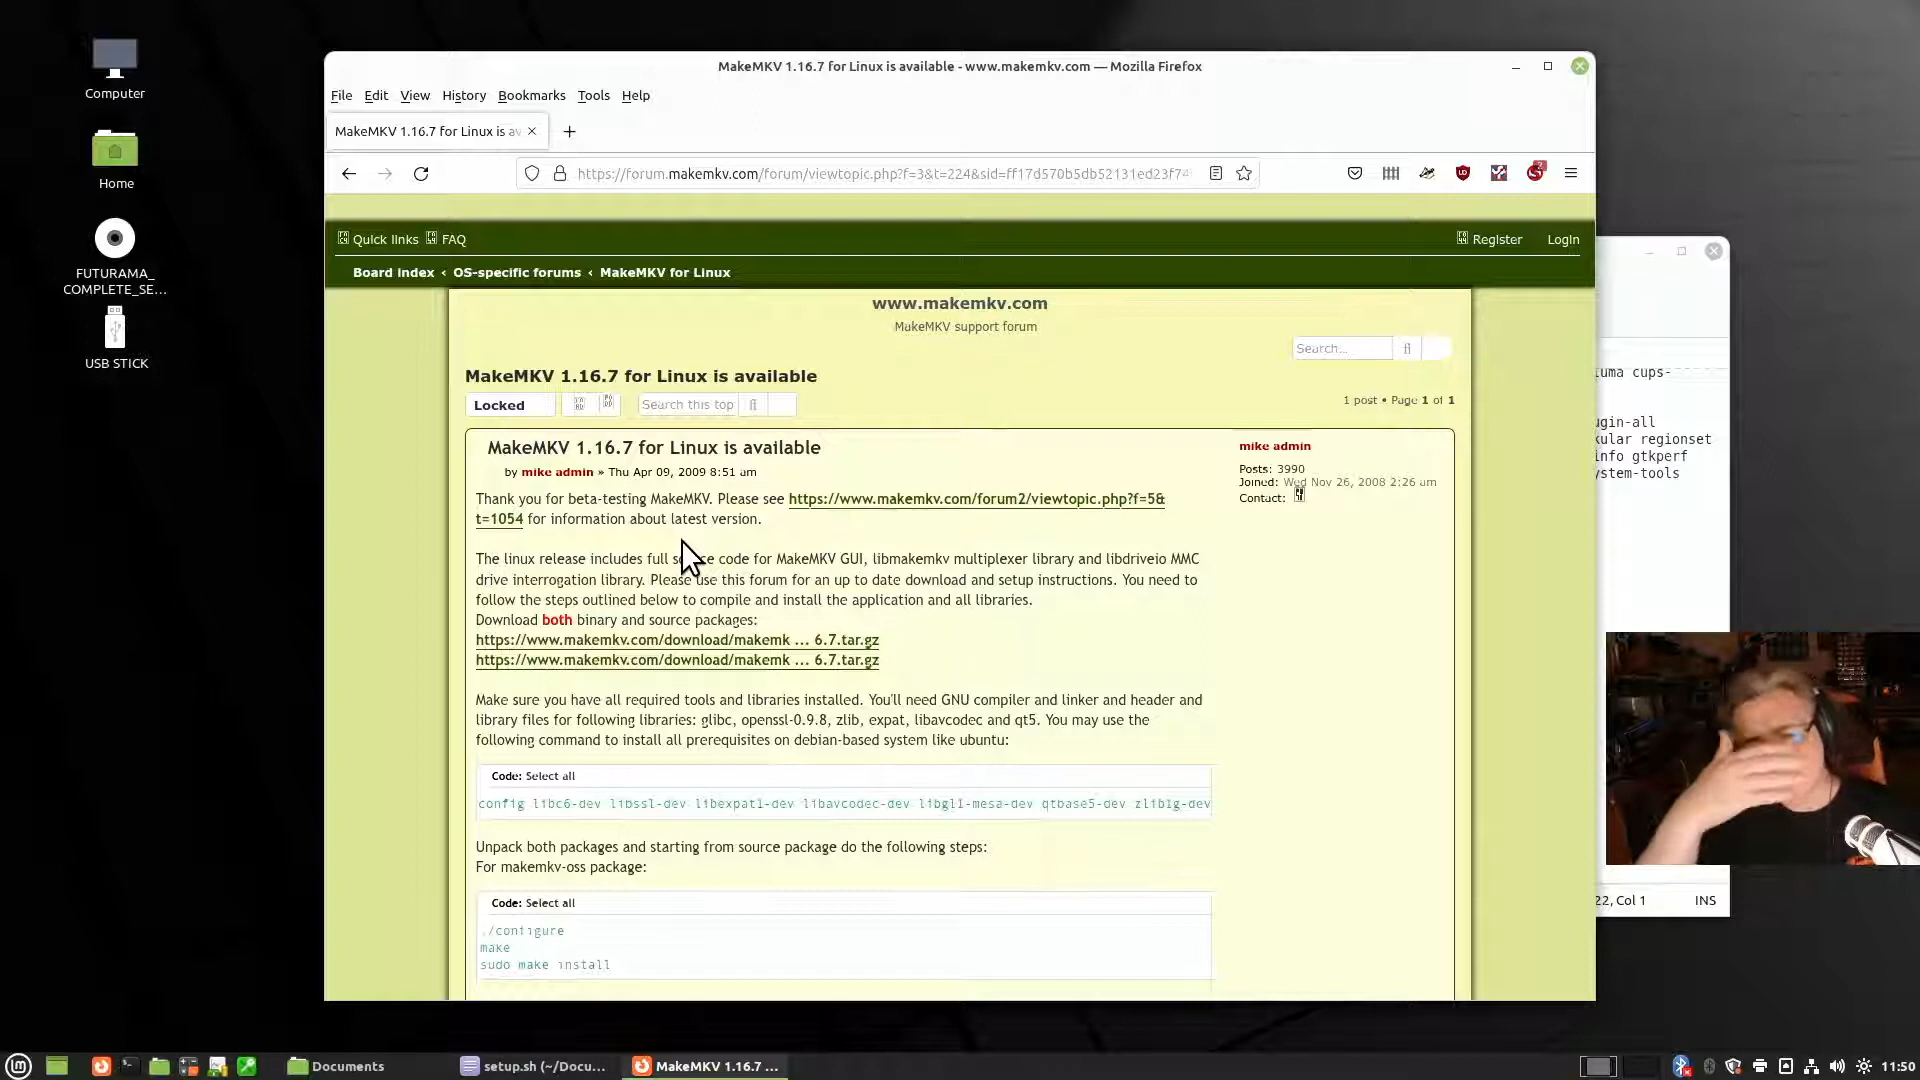 Computer
Home
FUTURAMA_
COMPLETE_SE...
USB STICK
MakeMKV 1.16.7 for Linux is available - www.makemkv.com — Mozilla Firefox
File Edit View History Bookmarks Tools Help
MakeMKV 1.16.7 for Linux is av
https://forum.makemkv.com/forum/viewtopic.php?f=3&t=224&sid=ff17d570b5db52131ed23f74
Quick links FAQ Register Login
Board index ‹ OS-specific forums ‹ MakeMKV for Linux
www.makemkv.com
MakeMKV support forum
Search...
MakeMKV 1.16.7 for Linux is available
Locked Search this top 1 post • Page 1 of 1
MakeMKV 1.16.7 for Linux is available
by mike admin » Thu Apr 09, 2009 8:51 am
mike admin
Posts: 3990
Joined: Wed Nov 26, 2008 2:26 am
Contact:
Thank you for beta-testing MakeMKV. Please see https://www.makemkv.com/forum2/viewtopic.php?f=5&
t=1054 for information about latest version.
The linux release includes full source code for MakeMKV GUI, libmakemkv multiplexer library and libdriveio MMC
drive interrogation library. Please use this forum for an up to date download and setup instructions. You need to
follow the steps outlined below to compile and install the application and all libraries.
Download both binary and source packages:
https://www.makemkv.com/download/makemk ... 6.7.tar.gz
https://www.makemkv.com/download/makemk ... 6.7.tar.gz
Make sure you have all required tools and libraries installed. You'll need GNU compiler and linker and header and
library files for following libraries: glibc, openssl-0.9.8, zlib, expat, libavcodec and qt5. You may use the
following command to install all prerequisites on debian-based system like ubuntu:
Code: Select all
config libc6-dev libssl-dev libexpat1-dev libavcodec-dev libgl1-mesa-dev qtbase5-dev zlib1g-dev
Unpack both packages and starting from source package do the following steps:
For makemkv-oss package:
Code: Select all
./configure
make
sudo make install
uma cups-
ugin-all
kular regionset
info gtkperf
ystem-tools
22, Col 1 INS
Documents setup.sh (~/Docu... MakeMKV 1.16.7 ... 11:50